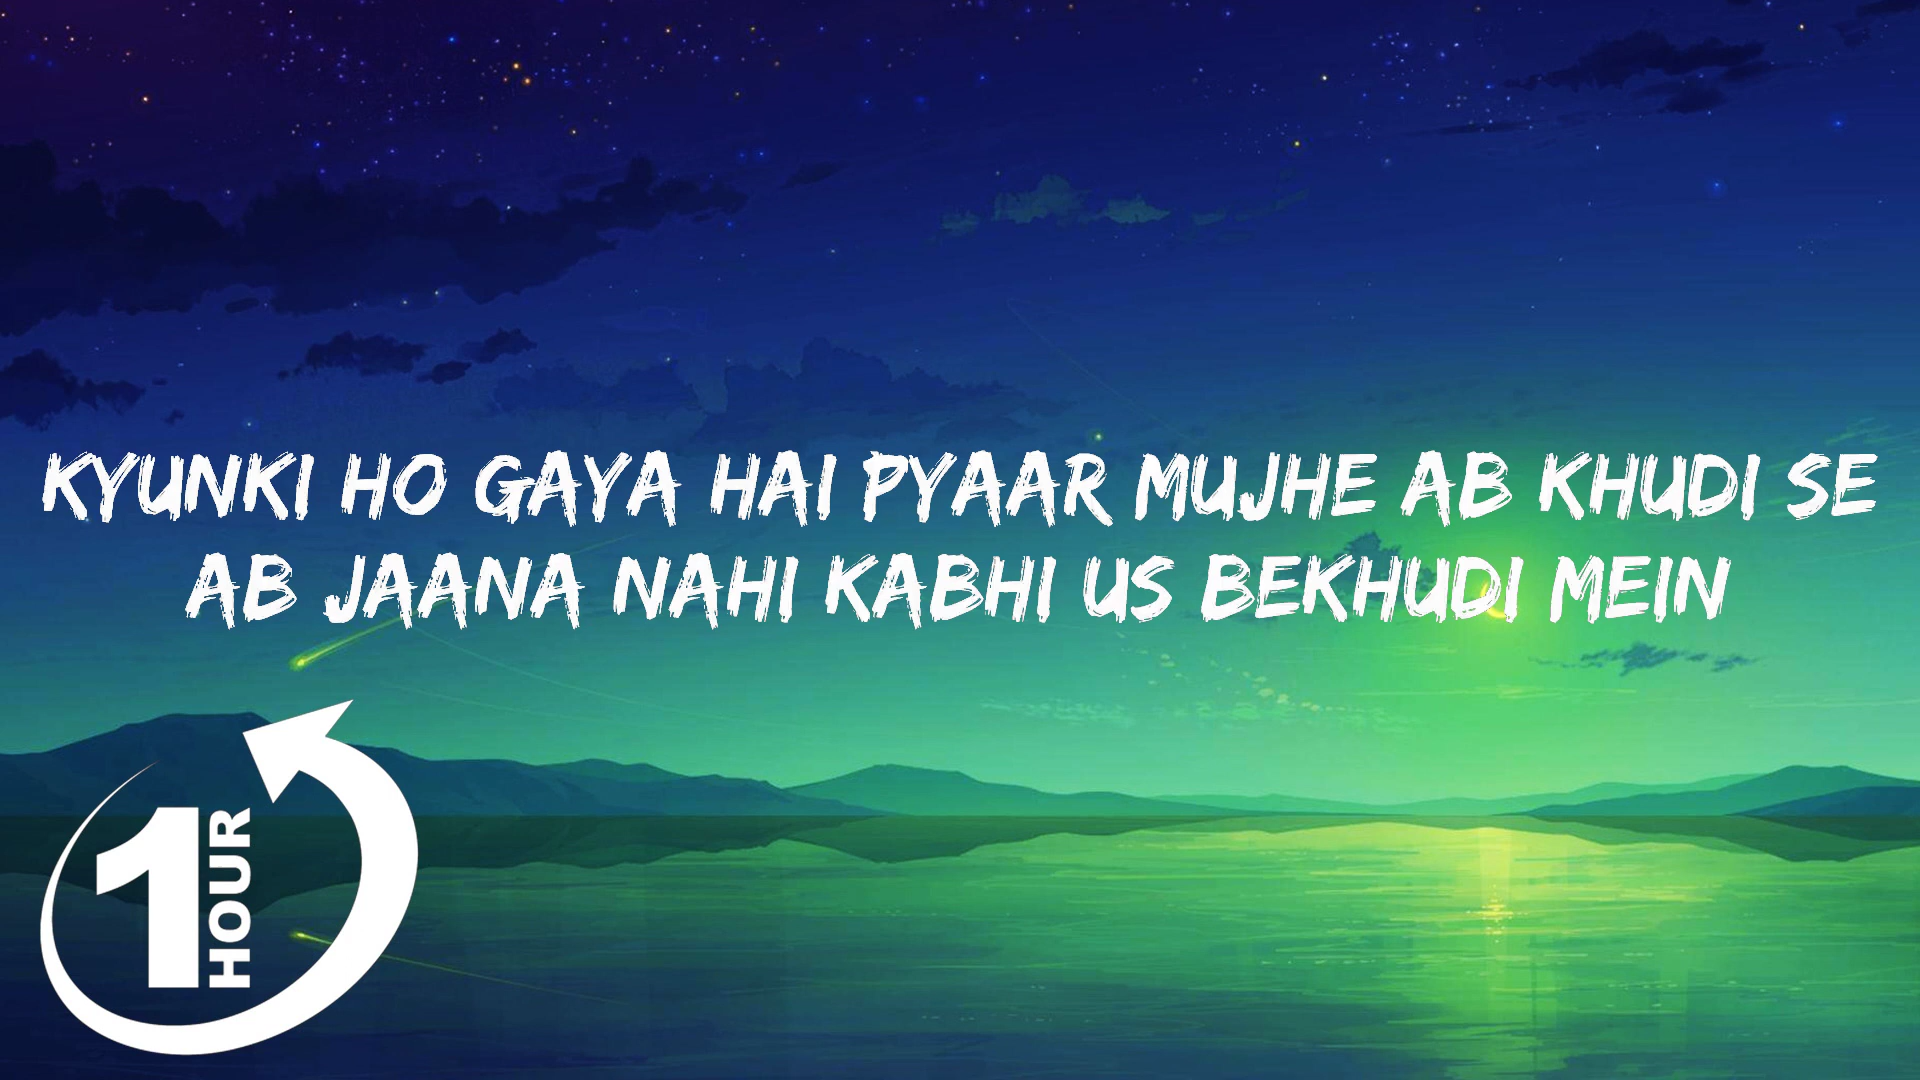 KYUNKI HO GAYA HAI PYAAR MUJHE AB KHUDI SE
AB JAANA NAHI KABHI US BEKHUDI MEIN
1 HOUR